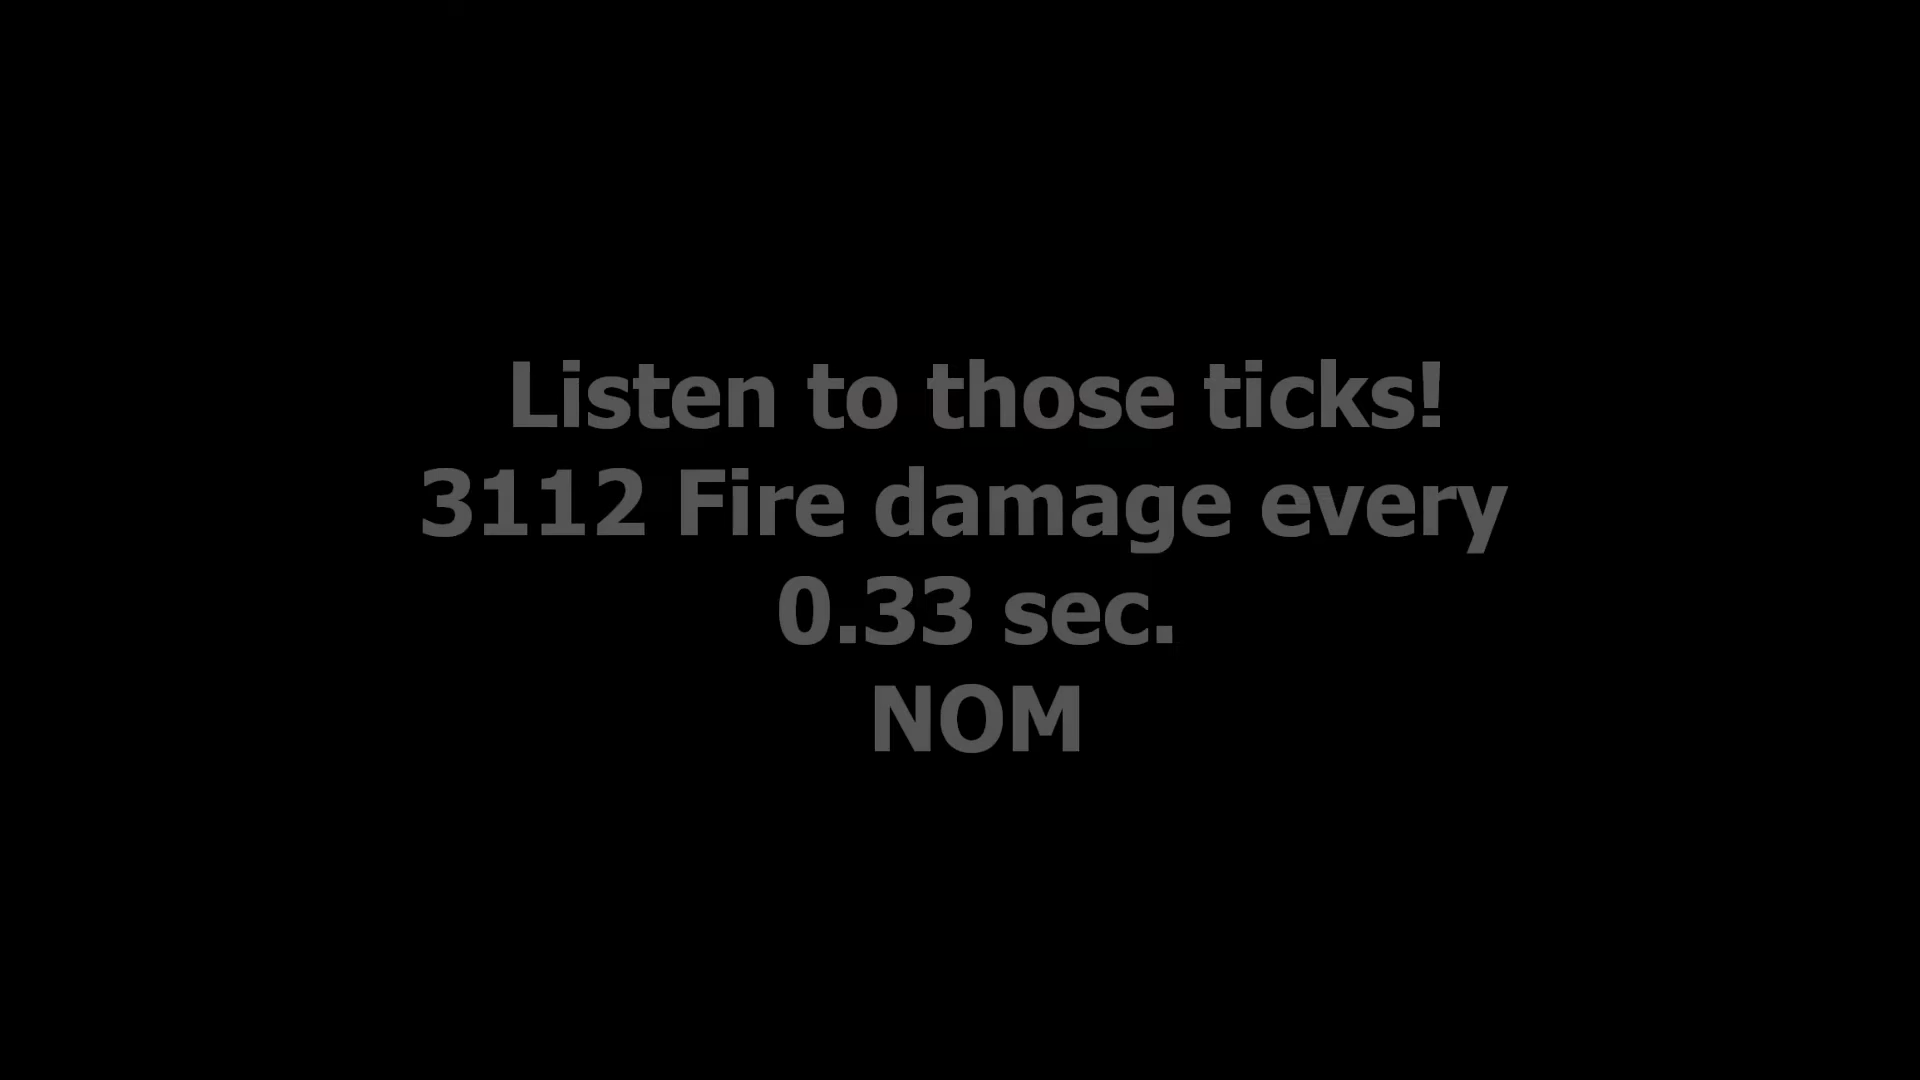 Listen to those ticks!
3112 Fire damage every
0.33 sec.
NOM